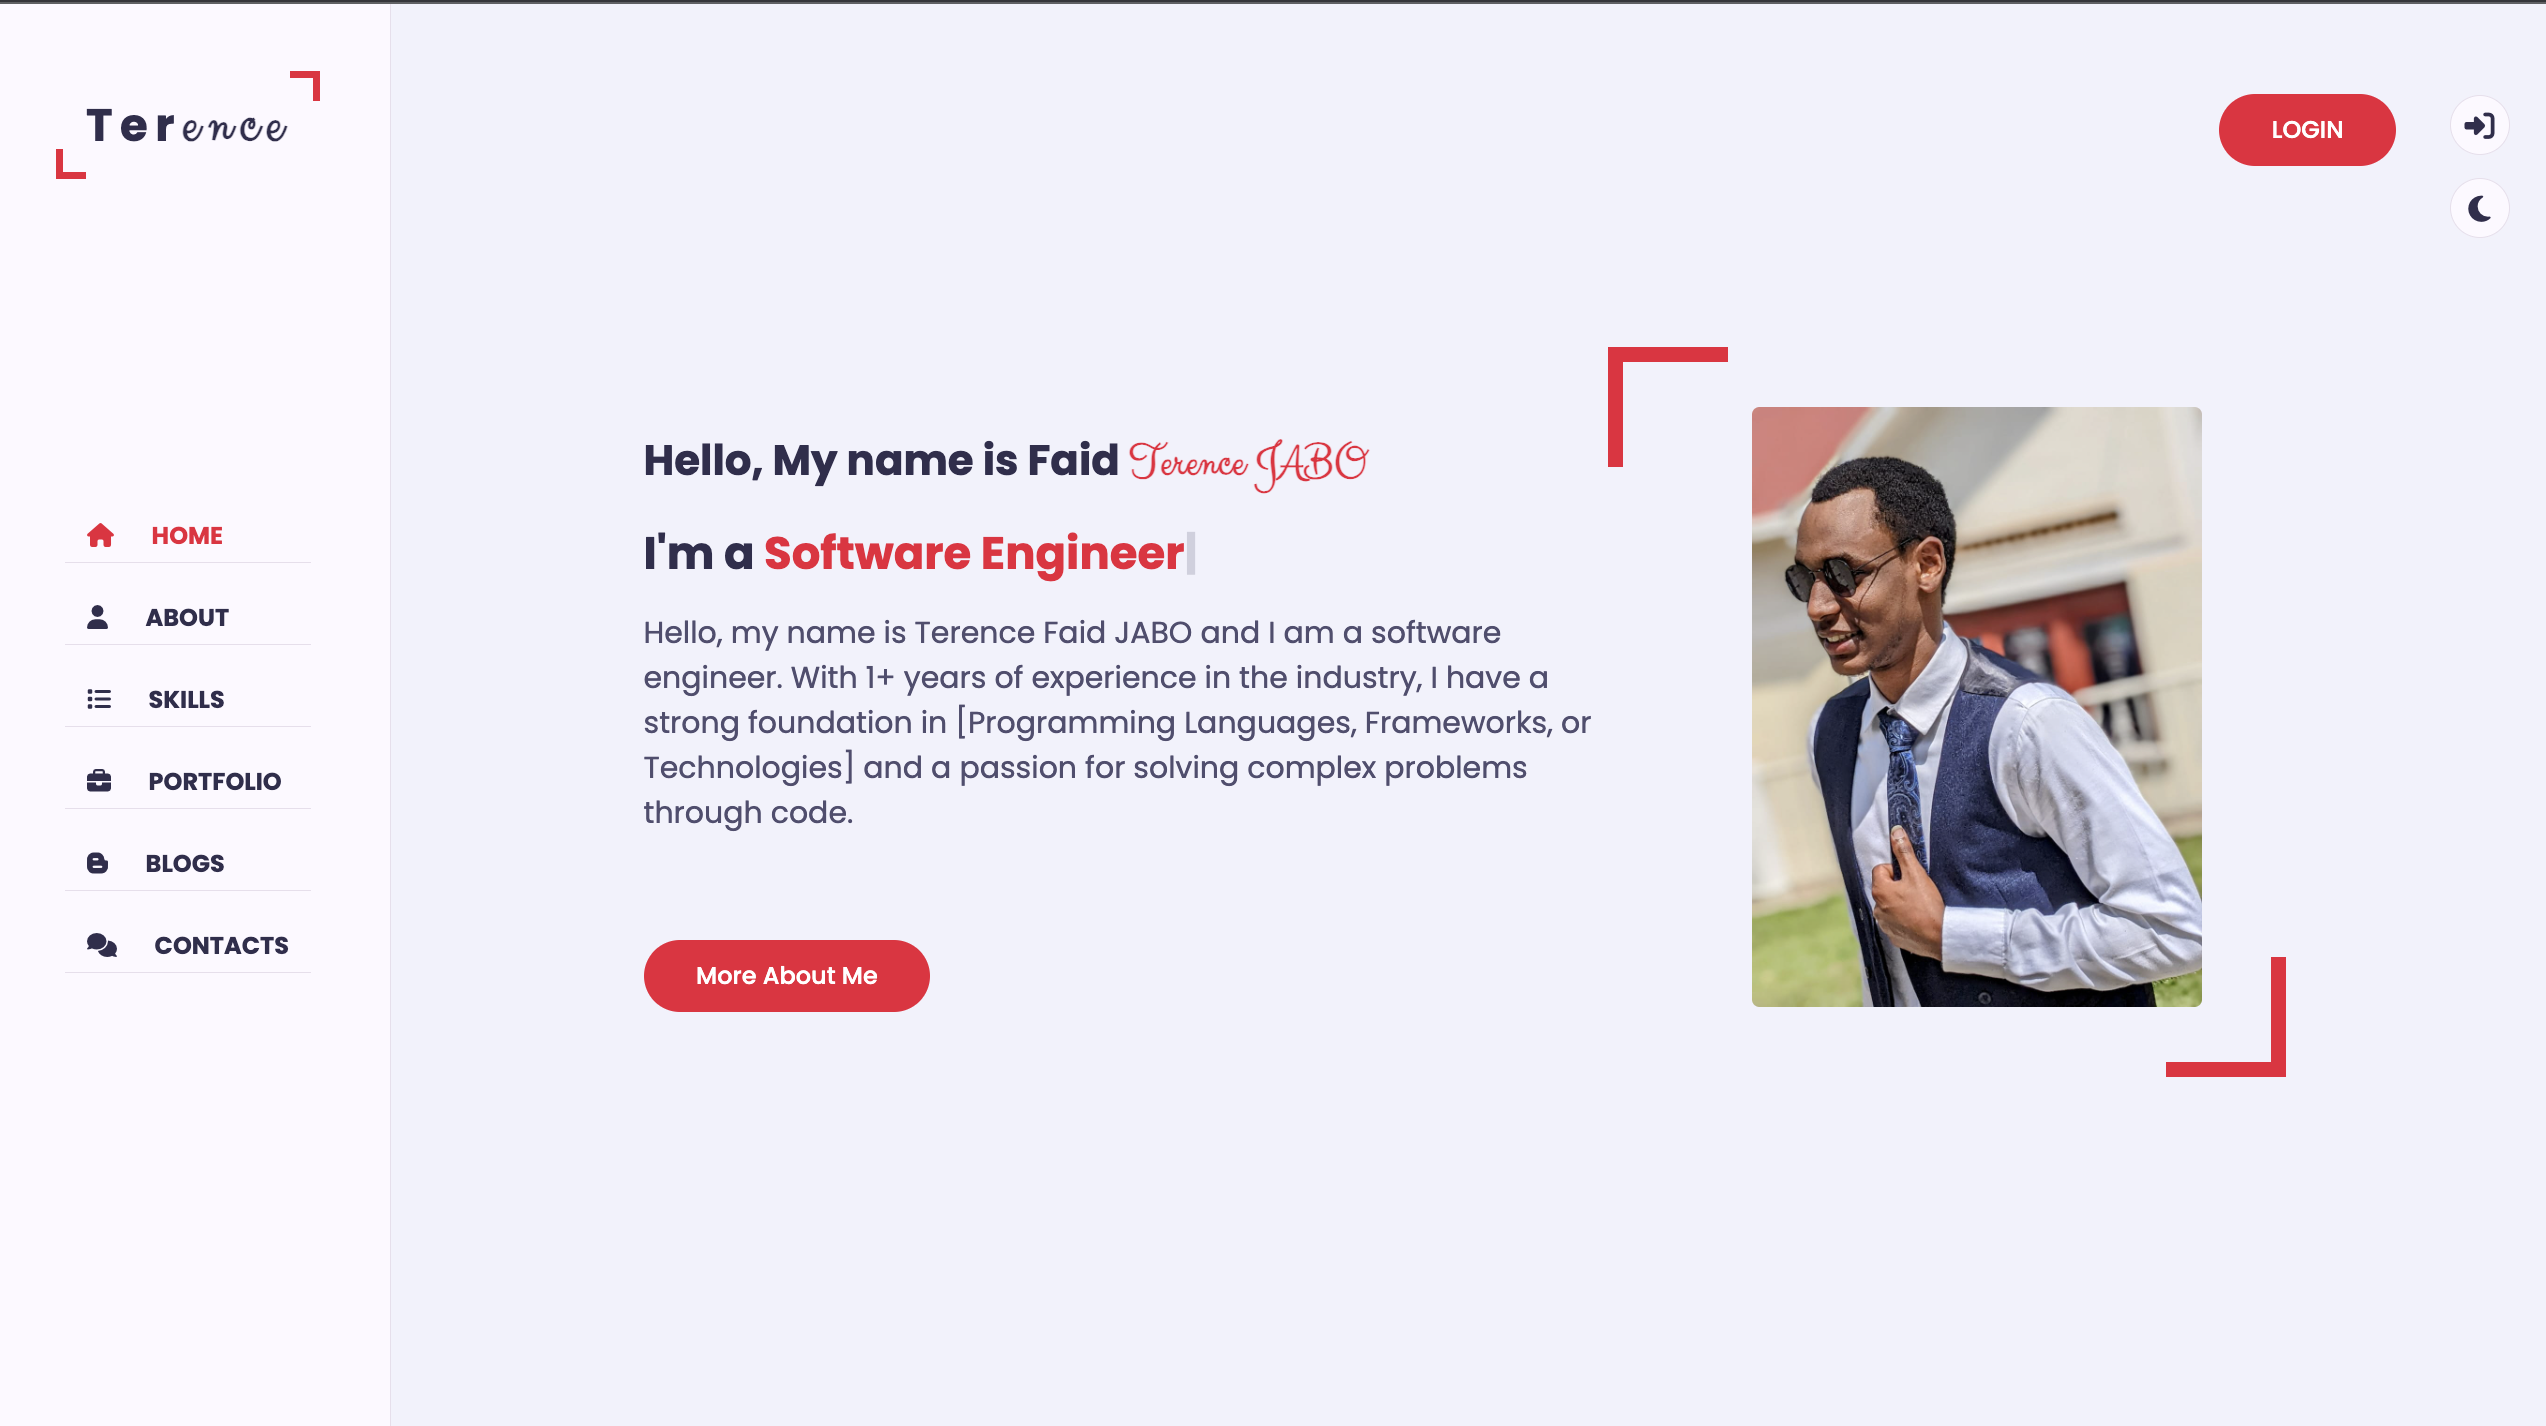 Terence
LOGIN
HOME
ABOUT
SKILLS
PORTFOLIO
BLOGS
CONTACTS
Hello, My name is Faid Terence JABO
I'm a Software Engineer
Hello, my name is Terence Faid JABO and I am a software
engineer. With 1+ years of experience in the industry, I have a
strong foundation in [Programming Languages, Frameworks, or
Technologies] and a passion for solving complex problems
through code.
More About Me